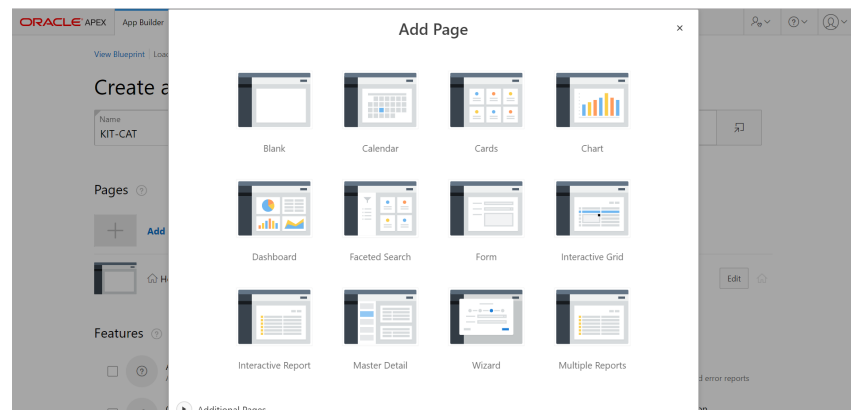 ORACLE APEX App Builder
Add Page
View Blueprint
Create a
Name
KIT-CAT
Blank Calendar Cards Chart
Pages
Add
Dashboard Faceted Search Form Interactive Grid
Edit
Features
Interactive Report Master Detail Wizard Multiple Reports
d error reports
Additional Pages